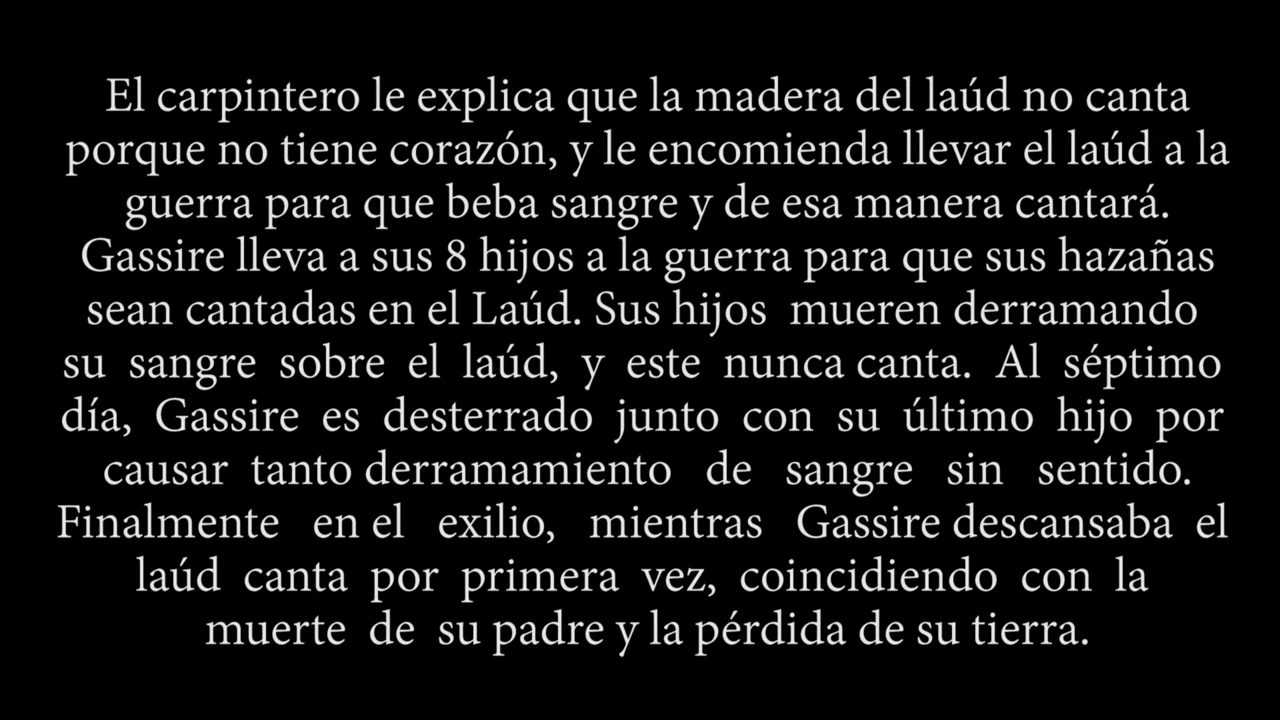 El carpintero le explica que la madera del laúd no canta
porque no tiene corazón, y le encomienda llevar el laúd a la
guerra para que beba sangre y de esa manera cantará.
Gassire lleva a sus 8 hijos a la guerra para que sus hazañas
sean cantadas en el Laúd. Sus hijos mueren derramando
su sangre sobre el laúd, y este nunca canta. Al séptimo
día, Gassire es desterrado junto con su último hijo por
causar tanto derramamiento de sangre sin sentido.
Finalmente en el exilio, mientras Gassire descansaba el
laúd canta por primera vez, coincidiendo con la
muerte de su padre y la pérdida de su tierra.